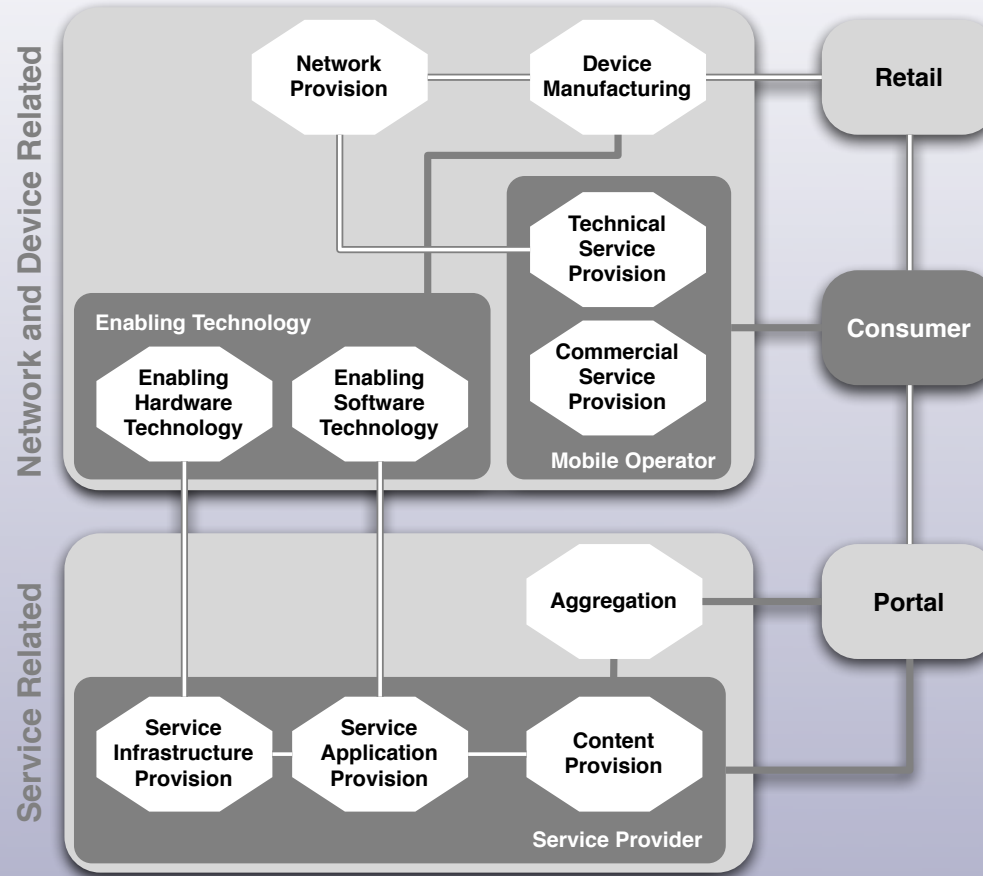 Network and Device Related
Network
Provision
Device
Manufacturing
Retail
Technical
Service
Provision
Enabling Technology
Enabling
Hardware
Technology
Enabling
Software
Technology
Commercial
Service
Provision
Mobile Operator
Consumer
Service Related
Aggregation
Portal
Service
Infrastructure
Provision
Service
Application
Provision
Content
Provision
Service Provider